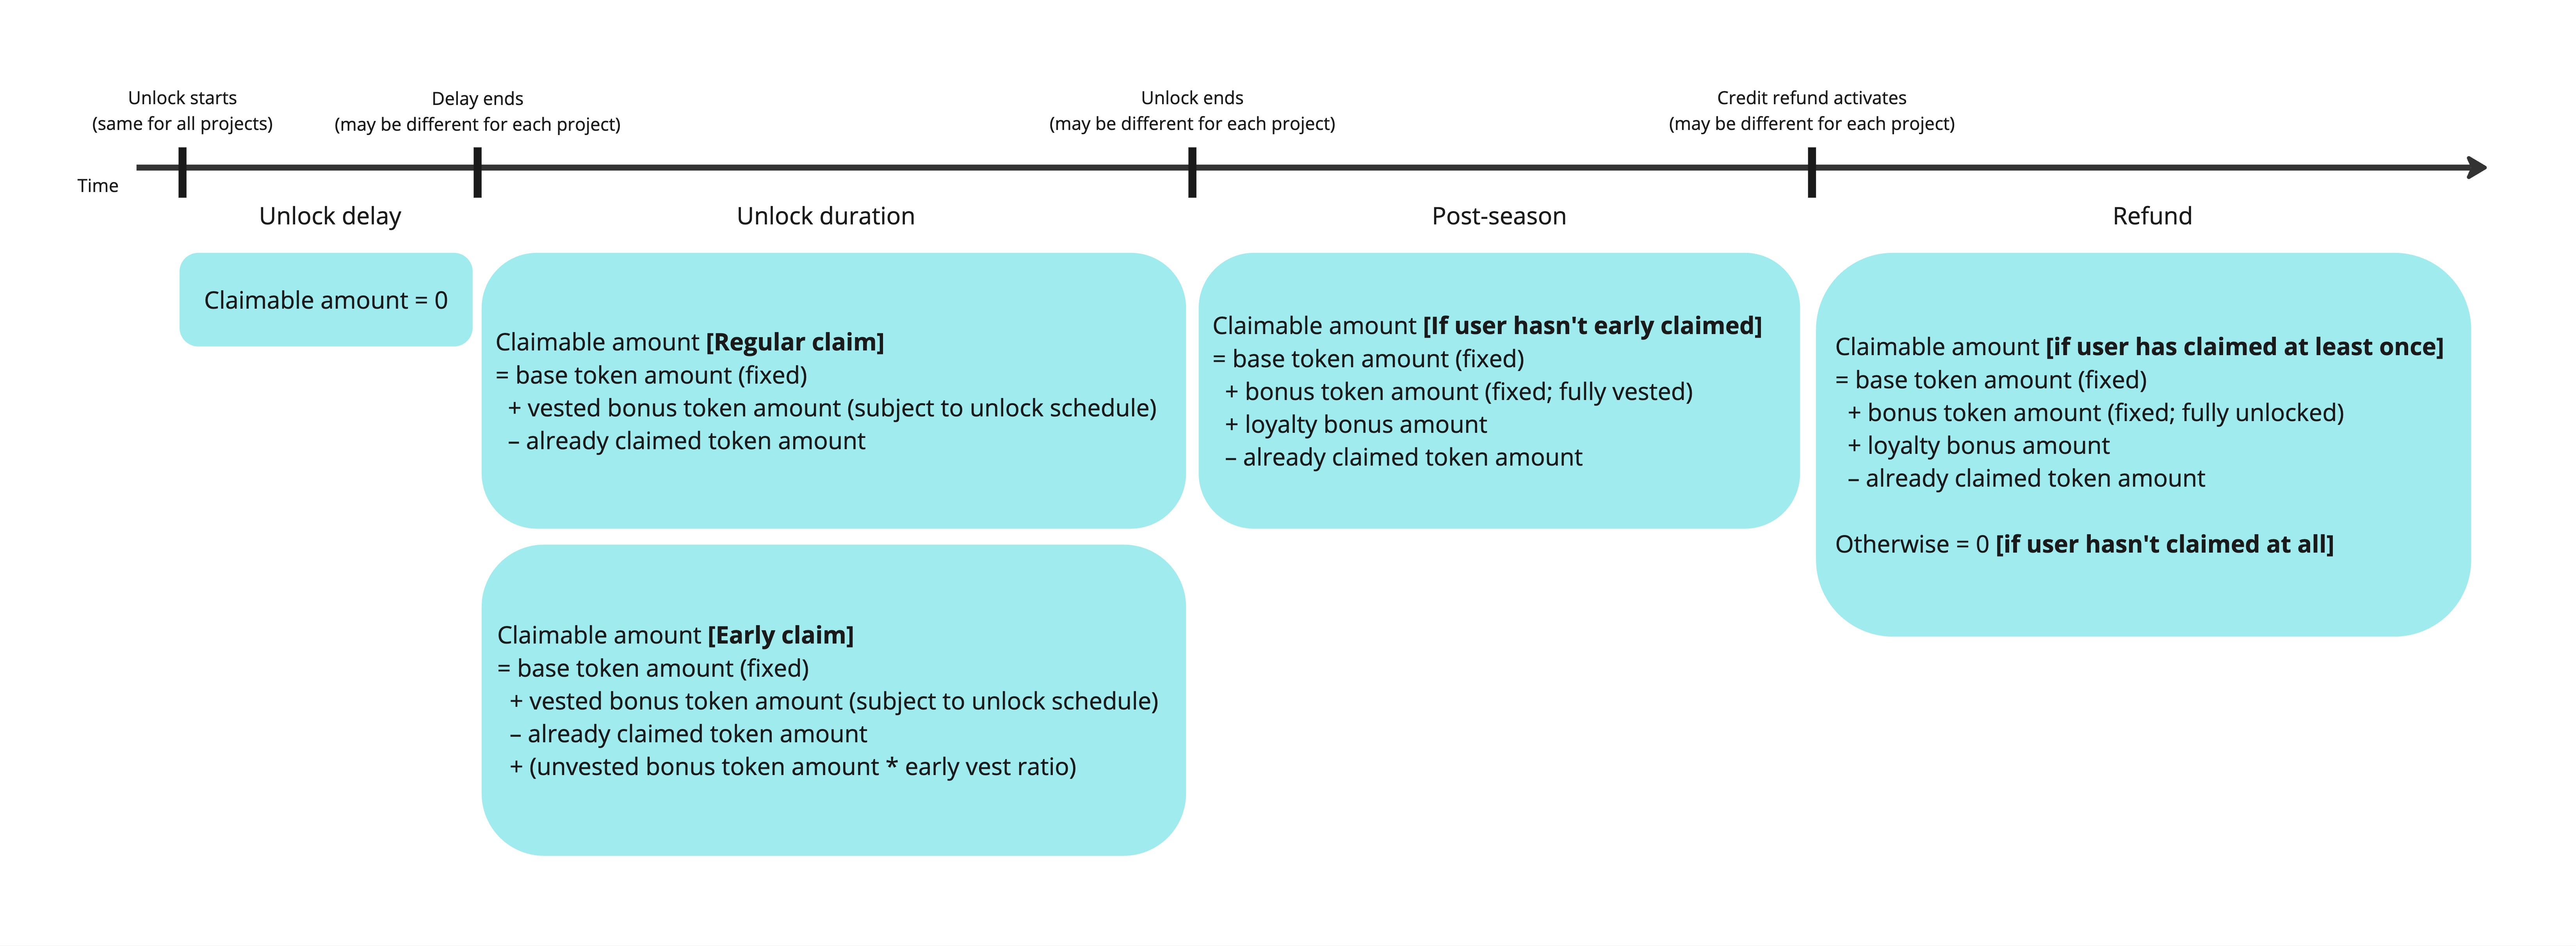 Unlock starts
(same for all projects)
Delay ends
(may be different for each project)
Unlock ends
(may be different for each project)
Credit refund activates
(may be different for each project)
Time
Unlock delay
Unlock duration
Post-season
Refund
Claimable amount = 0
Claimable amount [Regular claim]
= base token amount (fixed)
+ vested bonus token amount (subject to unlock schedule)
– already claimed token amount
Claimable amount [Early claim]
= base token amount (fixed)
+ vested bonus token amount (subject to unlock schedule)
– already claimed token amount
+ (unvested bonus token amount * early vest ratio)
Claimable amount [If user hasn't early claimed]
= base token amount (fixed)
+ bonus token amount (fixed; fully vested)
+ loyalty bonus amount
– already claimed token amount
Claimable amount [if user has claimed at least once]
= base token amount (fixed)
+ bonus token amount (fixed; fully unlocked)
+ loyalty bonus amount
– already claimed token amount
Otherwise = 0 [if user hasn't claimed at all]